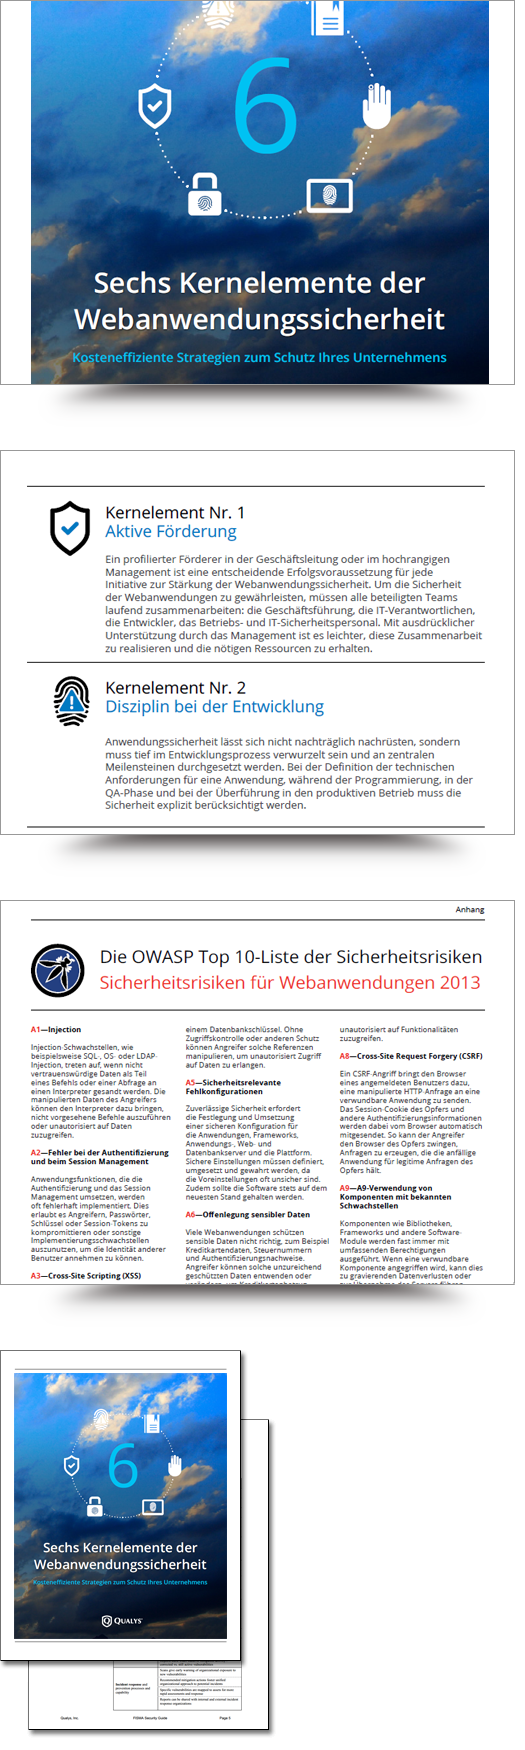 6
Sechs Kernelemente der
Webanwendungssicherheit
Kosteneffiziente Strategien zum Schutz Ihres Unternehmens
Kernelement Nr. 1
Aktive Förderung
Ein profilierter Förderer in der Geschäftsleitung oder im hochrangigen
Management ist eine entscheidende Erfolgsvoraussetzung für jede
Initiative zur Stärkung der Webanwendungssicherheit. Um die Sicherheit
der Webanwendungen zu gewährleisten, müssen alle beteiligten Teams
laufend zusammenarbeiten: die Geschäftsführung, die IT-Verantwortlichen,
die Entwickler, das Betriebs- und IT-Sicherheitspersonal. Mit ausdrücklicher
Unterstützung durch das Management ist es leichter, diese Zusammenarbeit
zu realisieren und die nötigen Ressourcen zu erhalten.
Kernelement Nr. 2
Disziplin bei der Entwicklung
Anwendungssicherheit lässt sich nicht nachträglich nachrüsten, sondern
muss tief im Entwicklungsprozess verwurzelt sein und an zentralen
Meilensteinen durchgesetzt werden. Bei der Definition der technischen
Anforderungen für eine Anwendung, während der Programmierung, in der
QA-Phase und bei der Überführung in den produktiven Betrieb muss die
Sicherheit explizit berücksichtigt werden.
Anhang
Die OWASP Top 10-Liste der Sicherheitsrisiken
Sicherheitsrisiken für Webanwendungen 2013
A1—Injection
Injection-Schwachstellen, wie
beispielsweise SQL-, OS- oder LDAP-
Injection, treten auf, wenn nicht
vertrauenswürdige Daten als Teil
eines Befehls oder einer Abfrage an
einen Interpreter gesandt werden. Die
manipulierten Daten des Angreifers
können den Interpreter dazu bringen,
nicht vorgesehene Befehle auszuführen
oder unautorisiert auf Daten
zuzugreifen.
A2—Fehler bei der Authentifizierung
und beim Session Management
Anwendungsfunktionen, die die
Authentifizierung und das Session
Management umsetzen, werden
oft fehlerhaft implementiert. Dies
erlaubt es Angreifern, Passwörter,
Schlüssel oder Session-Tokens zu
kompromittieren oder sonstige
Implementierungsschwachstellen
auszunutzen, um die Identität anderer
Benutzer annehmen zu können.
A3—Cross-Site Scripting (XSS)
einem Datenbankschlüssel. Ohne
Zugriffskontrolle oder anderen Schutz
können Angreifer solche Referenzen
manipulieren, um unautorisiert Zugriff
auf Daten zu erlangen.
A5—Sicherheitsrelevante
Fehlkonfigurationen
Zuverlässige Sicherheit erfordert
die Festlegung und Umsetzung
einer sicheren Konfiguration für
die Anwendungen, Frameworks,
Anwendungs-, Web- und
Datenbankserver und die Plattform.
Sichere Einstellungen müssen definiert,
umgesetzt und gewahrt werden, da
die Voreinstellungen oft unsicher sind.
Zudem sollte die Software stets auf dem
neuesten Stand gehalten werden.
A6—Offenlegung sensibler Daten
Viele Webanwendungen schützen
sensible Daten nicht richtig, zum Beispiel
Kreditkartendaten, Steuernummern
und Authentifizierungsnachweise.
Angreifer können solche unzureichend
geschützten Daten entwenden oder
unautorisiert auf Funktionalitäten
zuzugreifen.
A8—Cross-Site Request Forgery (CSRF)
Ein CSRF-Angriff bringt den Browser
eines angemeldeten Benutzers dazu,
eine manipulierte HTTP-Anfrage an eine
verwundbare Anwendung zu senden.
Das Session-Cookie des Opfers und
andere Authentifizierungsinformationen
werden dabei vom Browser automatisch
mitgesendet. So kann der Angreifer
den Browser des Opfers zwingen,
Anfragen zu erzeugen, die die anfällige
Anwendung für legitime Anfragen des
Opfers hält.
A9—A9-Verwendung von
Komponenten mit bekannten
Schwachstellen
Komponenten wie Bibliotheken,
Frameworks und andere Software-
Module werden fast immer mit
umfassenden Berechtigungen
ausgeführt. Wenn eine verwundbare
Komponente angegriffen wird, kann dies
zu gravierenden Datenverlusten oder
6
Sechs Kernelemente der
Webanwendungssicherheit
Kosteneffiziente Strategien zum Schutz Ihres Unternehmens
QUALYS
Qualys, Inc.
FISMA Security Guide
Page 5